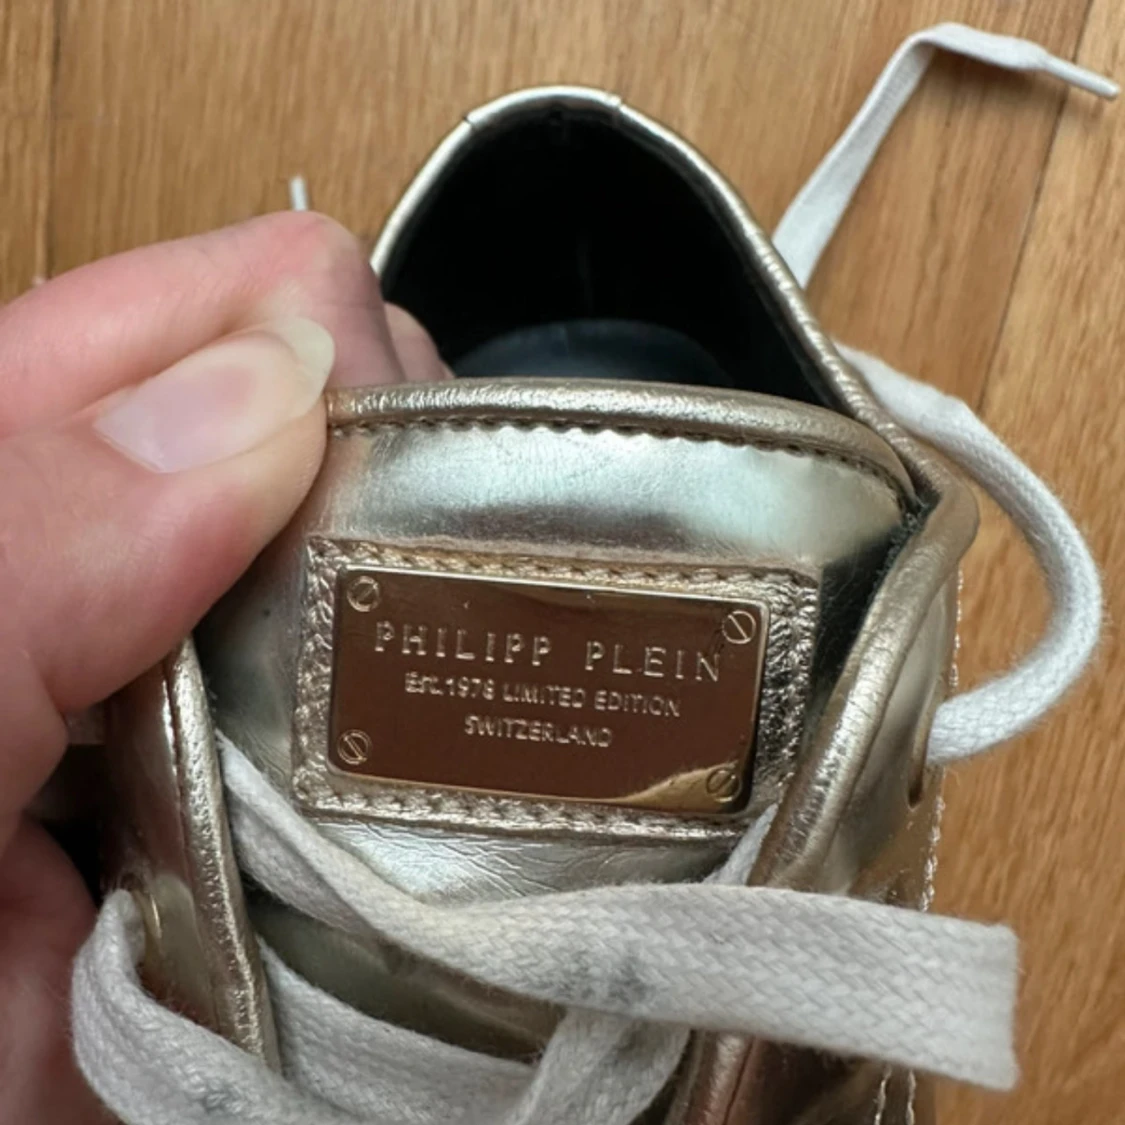 PHILIPP PLEIN
Est.1978 LIMITED EDITION
SWITZERLAND